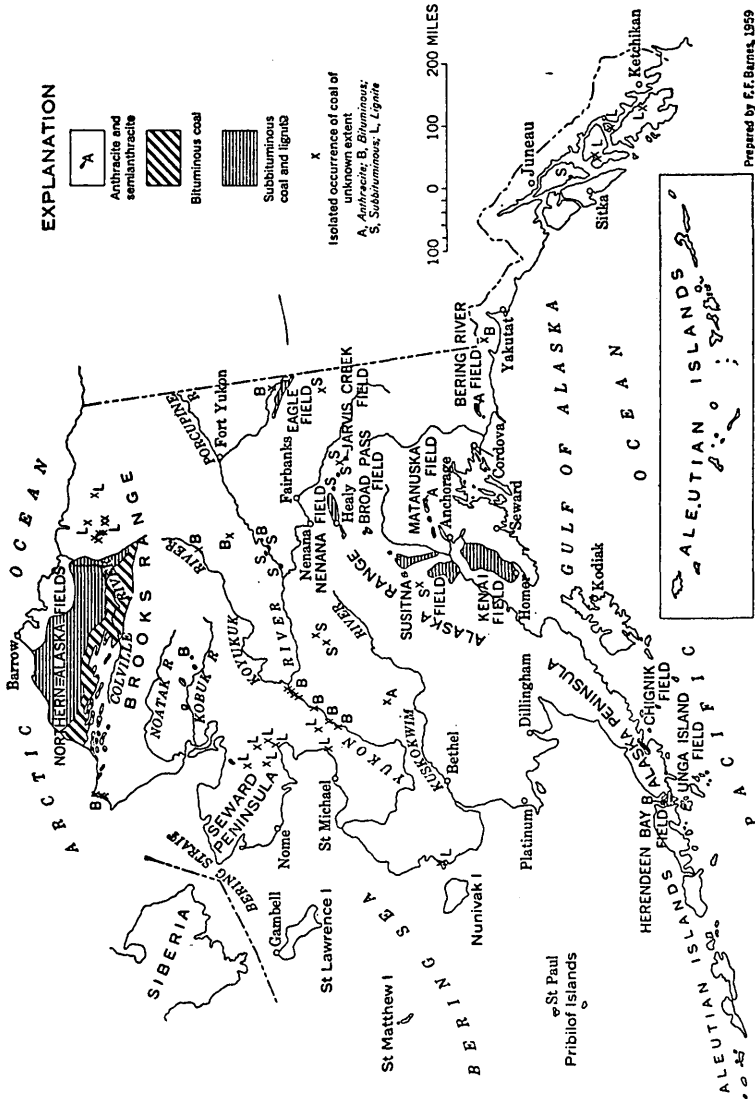 EXPLANATION
A
Anthracite and
semianthracite
Bituminous coal
Subbituminous
coal and lignite
x
Isolated occurrence of coal of
unknown extent
A, Anthracite; B, Bituminous;
S, Subbituminous; L, Lignite
100 0 100 200 MILES
ARCTIC OCEAN
Barrow
NORTHERN ALASKA FIELDS
COLVILLE RIVER
BROOKS RANGE
B
L
L
L
NOATAK R
KOBUK R
B
SIBERIA
BERING STRAIT
SEWARD
PENINSULA
Nome
L
L
L
KOYUKUK RIVER
B
B
PORCUPINE R
Fort Yukon
B
EAGLE
FIELD
S
YUKON RIVER
S
S
B
B
B
B
L
S
Fairbanks
Nenana
NENANA FIELD
Healy
S
S
JARVIS CREEK
FIELD
BROAD PASS
FIELD
Gambell
St Lawrence I
St Michael
St Matthew I
BERING SEA
Nunivak I
L
KUSKOKWIM RIVER
A
Bethel
ALASKA RANGE
SUSITNA
FIELD
S
MATANUSKA
FIELD
A
Anchorage
KENAI
FIELD
Homer
Seward
Cordova
BERING RIVER
FIELD
A
B
Yakutat
Juneau
S
L
Sitka
L
L
Ketchikan
GULF OF ALASKA
Kodiak
Platinum
Dillingham
ALASKA PENINSULA
St Paul
Pribilof Islands
HERENDEEN BAY
FIELD
B
CHIGNIK
FIELD
UNGA ISLAND
FIELD
L
PACIFIC OCEAN
ALEUTIAN ISLANDS
ALEUTIAN ISLANDS
Prepared by F.F. Barnes, 1959